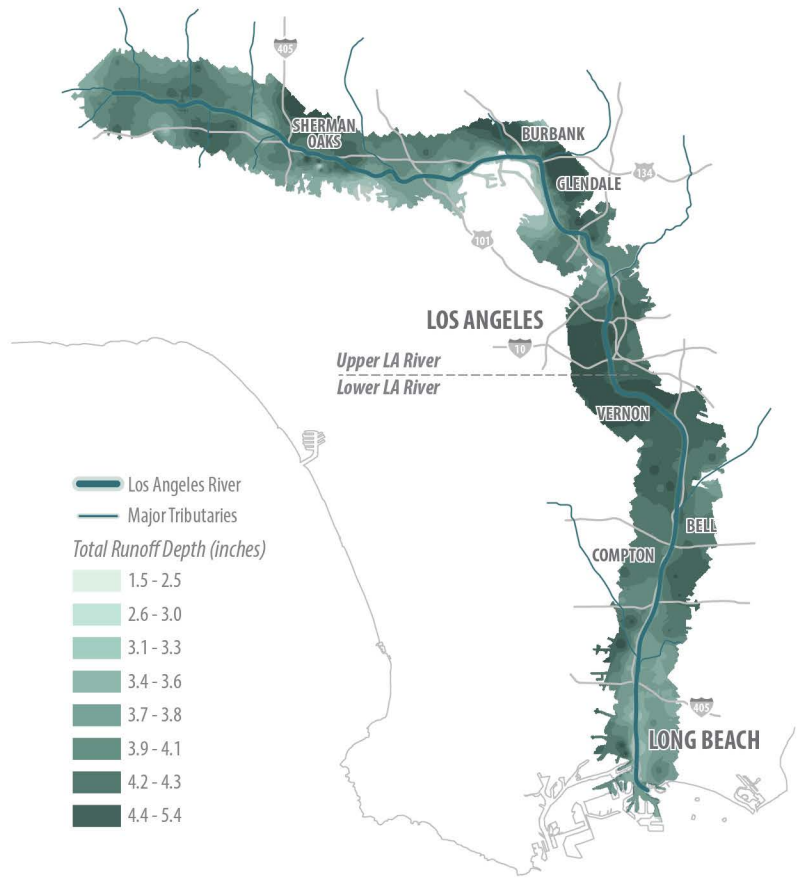 405
SHERMAN
OAKS
BURBANK
134
GLENDALE
101
LOS ANGELES
10
Upper LA River
Lower LA River
VERNON
Los Angeles River
Major Tributaries
BELL
Total Runoff Depth (inches)
COMPTON
1.5 - 2.5
2.6 - 3.0
3.1 - 3.3
3.4 - 3.6
3.7 - 3.8
405
LONG BEACH
3.9 - 4.1
4.2 - 4.3
4.4 - 5.4